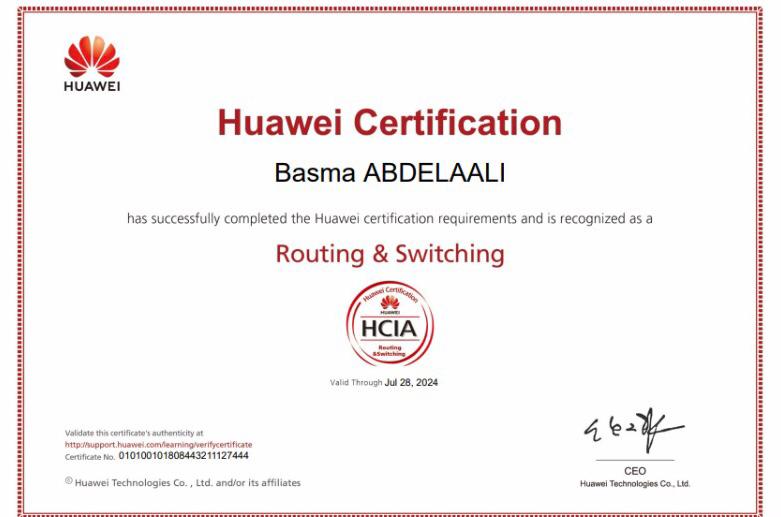 HUAWEI
Huawei Certification
Basma ABDELAALI
has successfully completed the Huawei certification requirements and is recognized as a
Routing & Switching
Huawei Certification
HUAWEI
HCIA
Routing
&Switching
Valid Through Jul 28, 2024
Validate this certificate's authenticity at
http://support.huawei.com/learning/verifycertificate
Certificate No. 010100101808443211127444
© Huawei Technologies Co. , Ltd. and/or its affiliates
CEO
Huawei Technologies Co., Ltd.